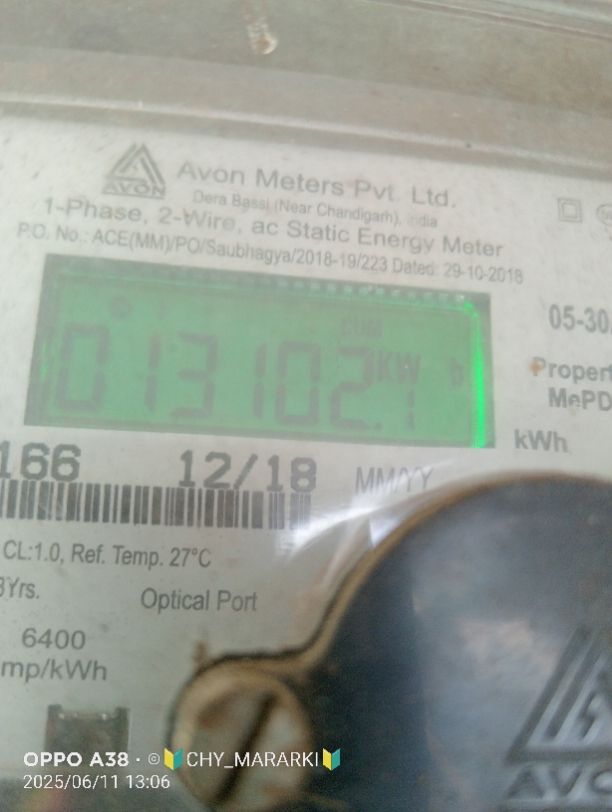 AVON
Avon Meters Pvt. Ltd.
Dera Bassi (Near Chandigarh), India
1-Phase, 2-Wire, ac Static Energy Meter
P.O. No.: ACE(MM)/PO/Saubhagya/2018-19/223 Dated: 29-10-2018
05-30
CUM
013102.1 KW
Propert
MePD
kWh
166 12/18 MM/YY
CL:1.0, Ref. Temp. 27°C
Yrs.
Optical Port
6400
mp/kWh
AVO
OPPO A38 · © 🔰CHY_MARARKI🔰
2025/06/11 13:06